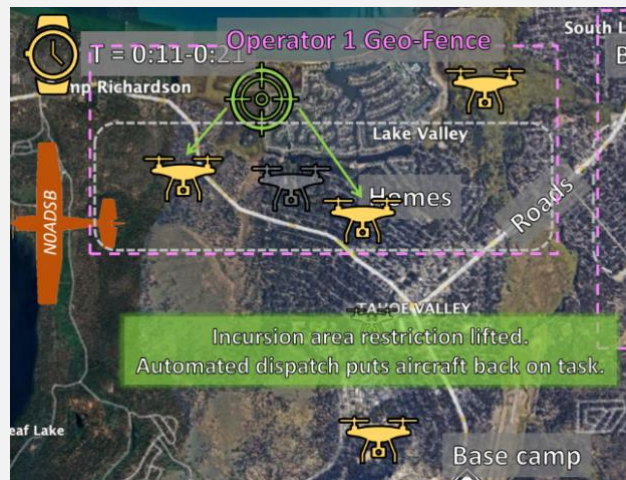 South L
Operator 1 Geo-Fence
B
T = 0:11-0:21
mp Richardson
Lake Valley
Homes
Roads
N0ADSB
TAHOE VALLEY
Incursion area restriction lifted.
Automated dispatch puts aircraft back on task.
eaf Lake
Base camp